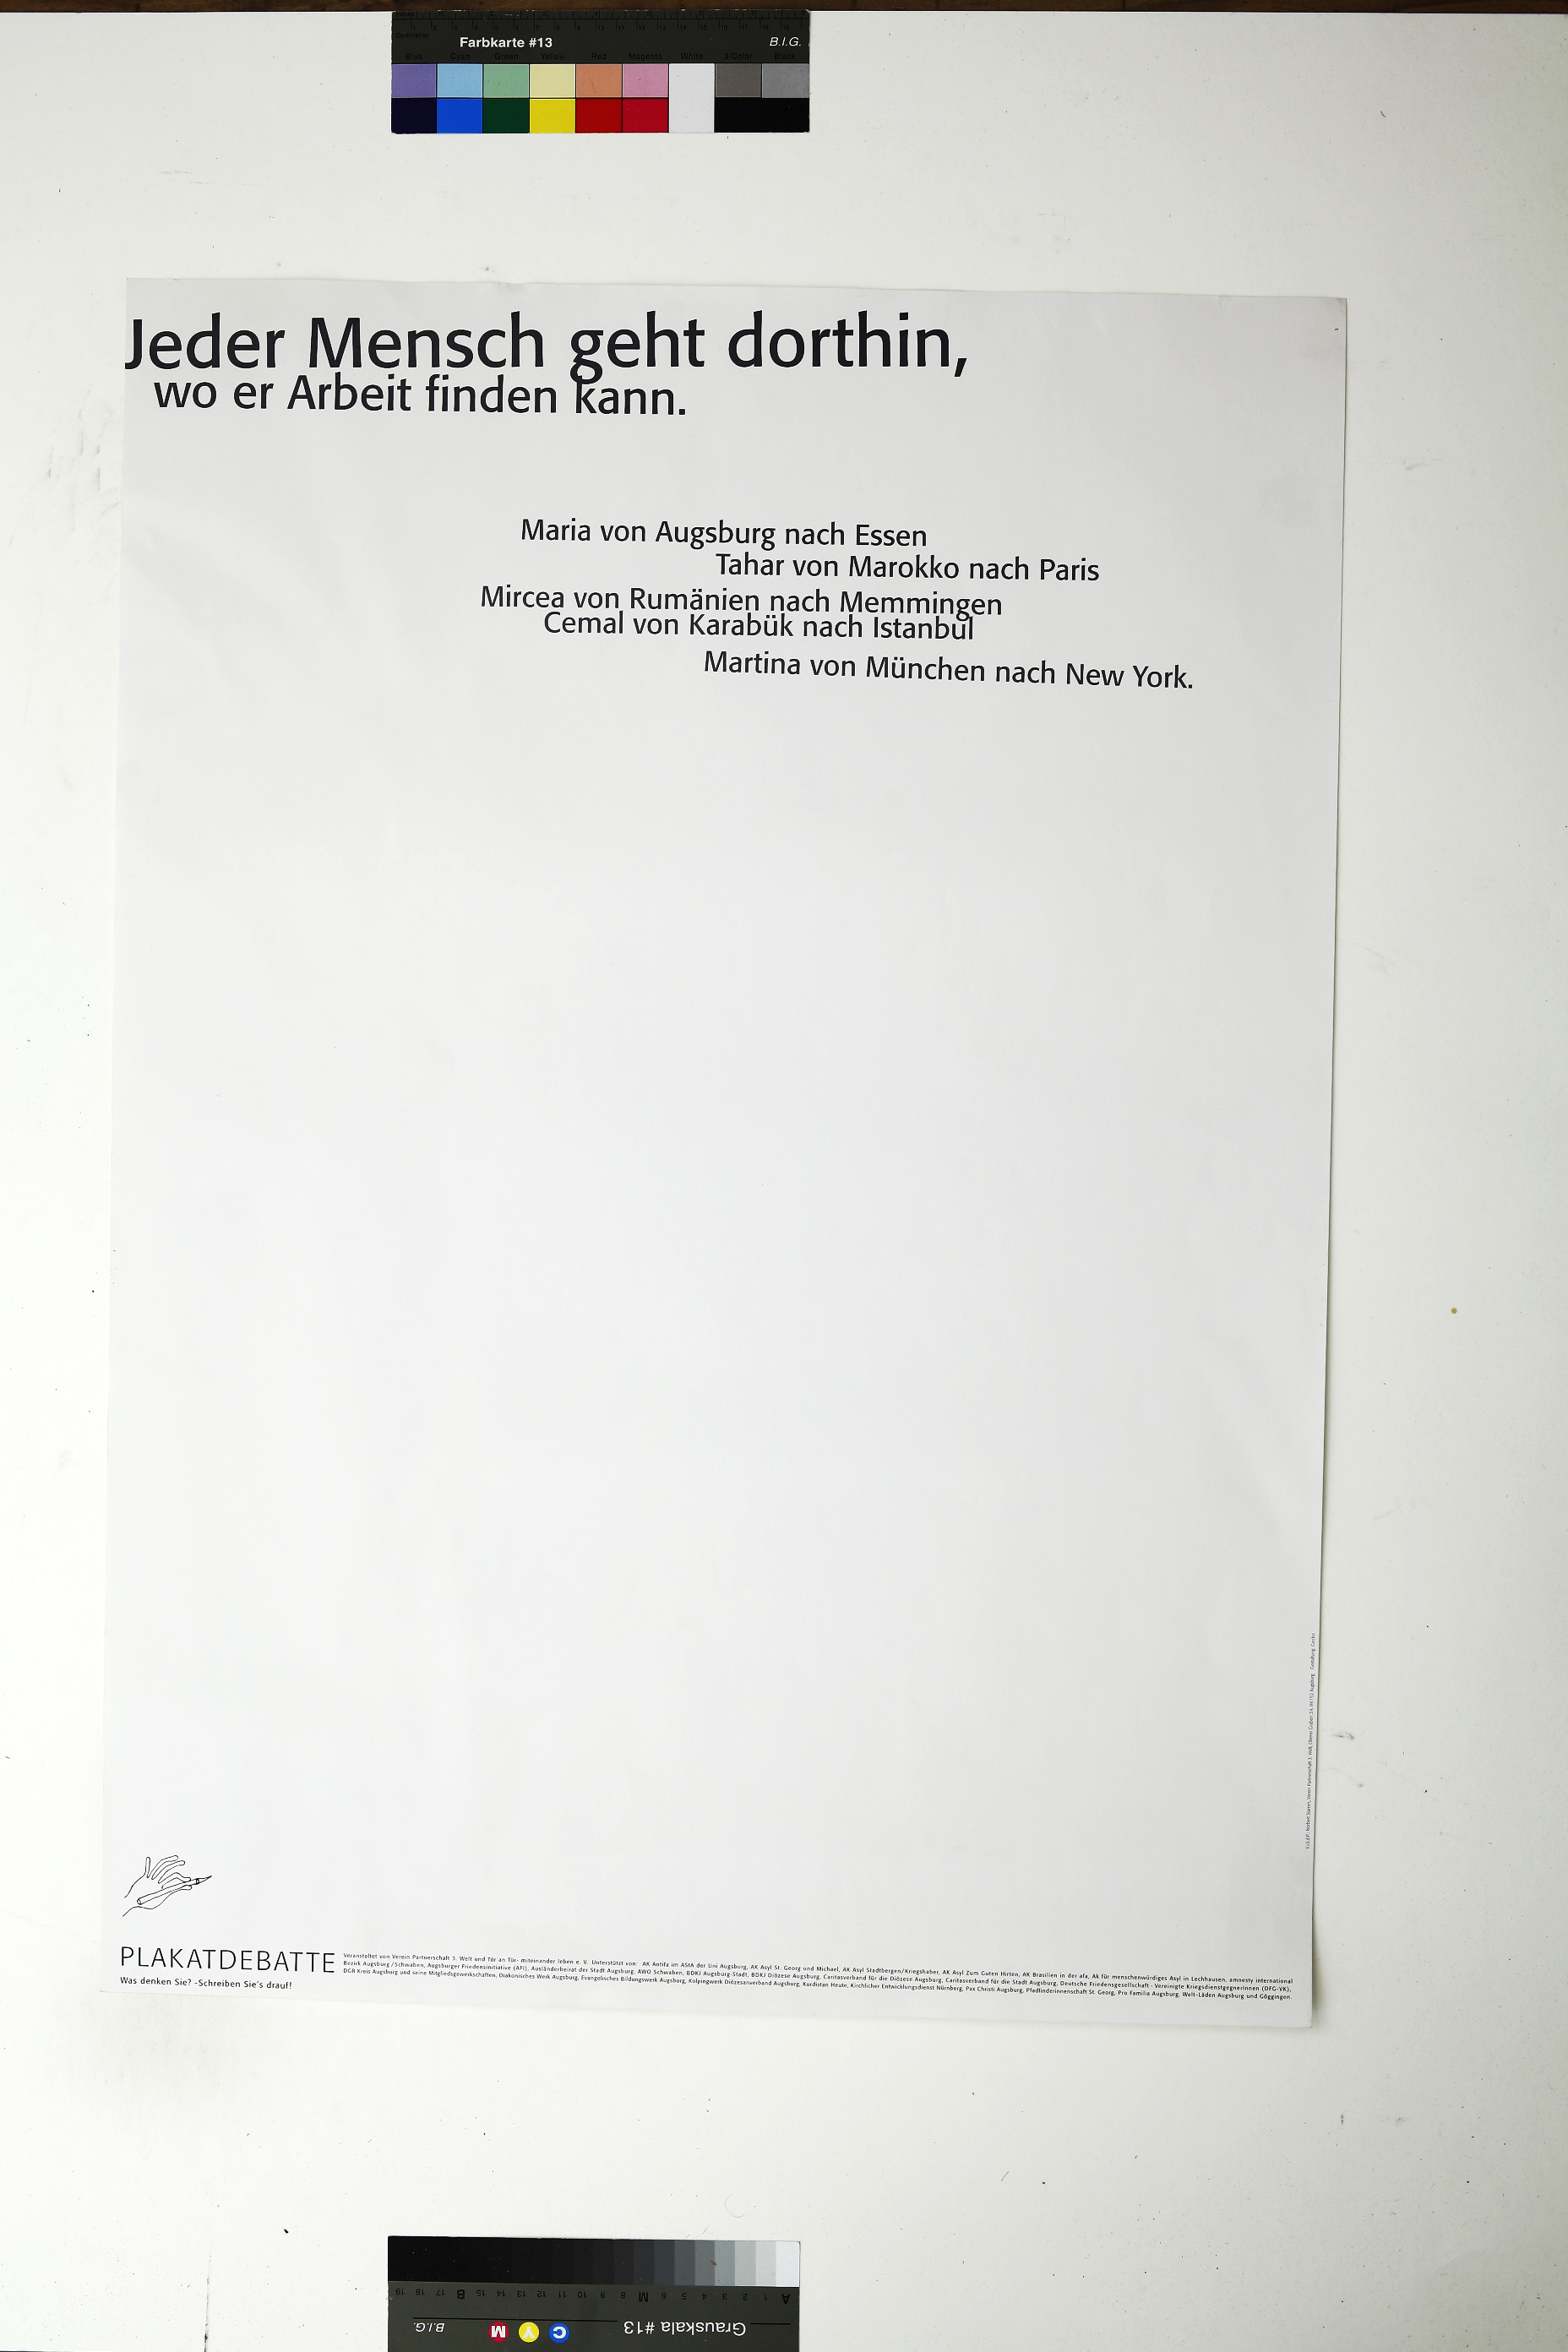 Farbkarte #13 B.I.G.
Blue Cyan Green Yellow Red Magenta White 3/Color Black
Jeder Mensch geht dorthin,
wo er Arbeit finden kann.
Maria von Augsburg nach Essen
Tahar von Marokko nach Paris
Mircea von Rumänien nach Memmingen
Cemal von Karabük nach Istanbul
Martina von München nach New York.
PLAKATDEBATTE
Was denken Sie? -Schreiben Sie's drauf!
Veranstaltet von Verein Partnerschaft 3. Welt und Tür an Tür- miteinander leben e. V. Unterstützt von: AK Antifa im AStA der Uni Augsburg, AK Asyl St. Georg und Michael, AK Asyl Stadtbergen/Kriegshaber, AK Asyl Zum Guten Hirten, AK Brasilien in der afa, Ak für menschenwürdiges Asyl in Lechhausen, amnesty international
Bezirk Augsburg/Schwaben, Augsburger Friedensinitiative (AFI), Ausländerbeirat der Stadt Augsburg, AWO Schwaben, BDKJ Augsburg-Stadt, BDKJ Diözese Augsburg, Caritasverband für die Diözese Augsburg, Caritasverband für die Stadt Augsburg, Deutsche Friedensgesellschaft - Vereinigte KriegsdienstgegnerInnen (DFG-VK),
DGB Kreis Augsburg und seine Mitgliedsgewerkschaften, Diakonisches Werk Augsburg, Evangelisches Bildungswerk Augsburg, Kolpingwerk Diözesanverband Augsburg, Kurdistan Heute, Kirchlicher Entwicklungsdienst Nürnberg, Pax Christi Augsburg, Pfadfinderinnenschaft St. Georg, Pro Familia Augsburg, Welt-Läden Augsburg und Göggingen.
A 1 2 3 4 5 6 M 8 9 10 11 12 13 14 15 B 17 18 19
Grauskala #13 C Y M B.I.G.